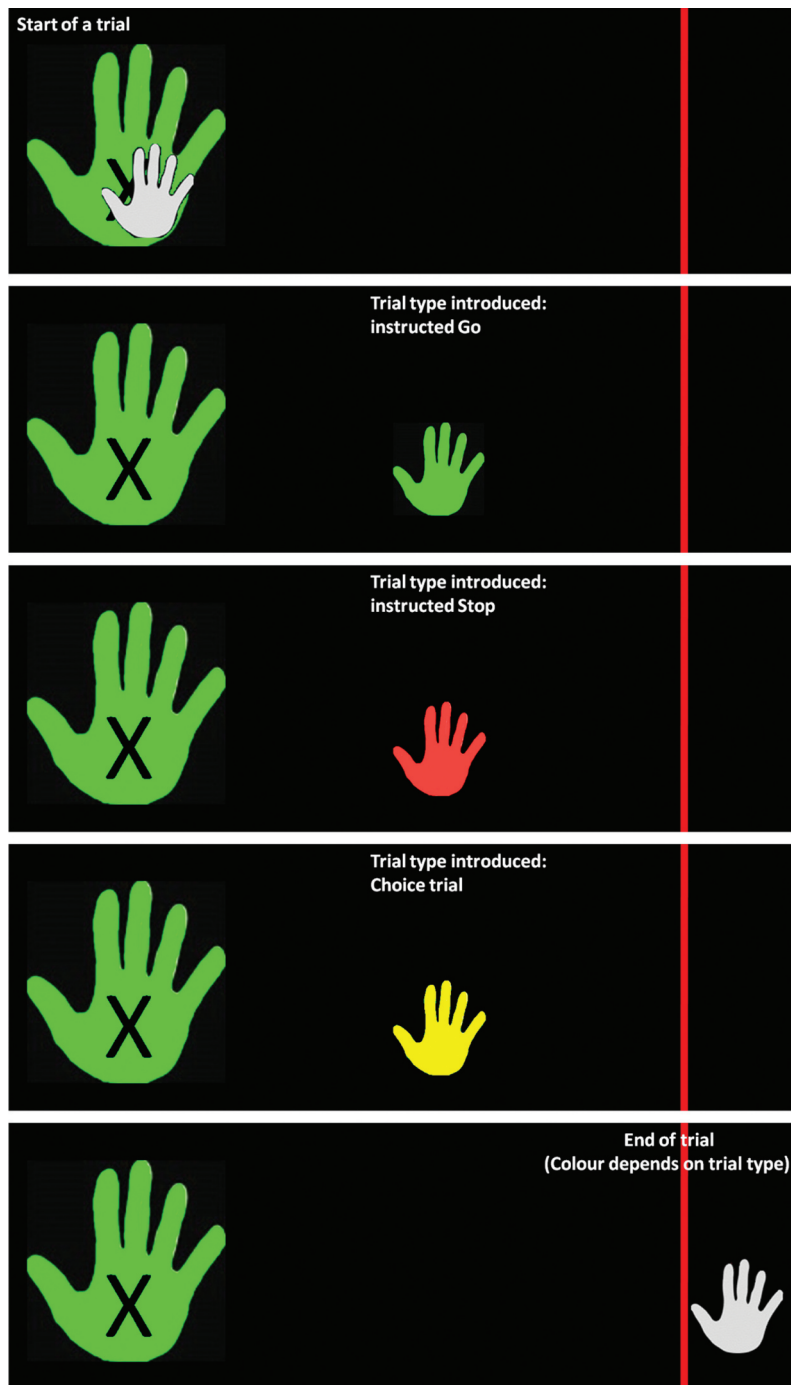 Start of a trial
X
Trial type introduced:
instructed Go
X
Trial type introduced:
instructed Stop
X
Trial type introduced:
Choice trial
X
End of trial
(Colour depends on trial type)
X